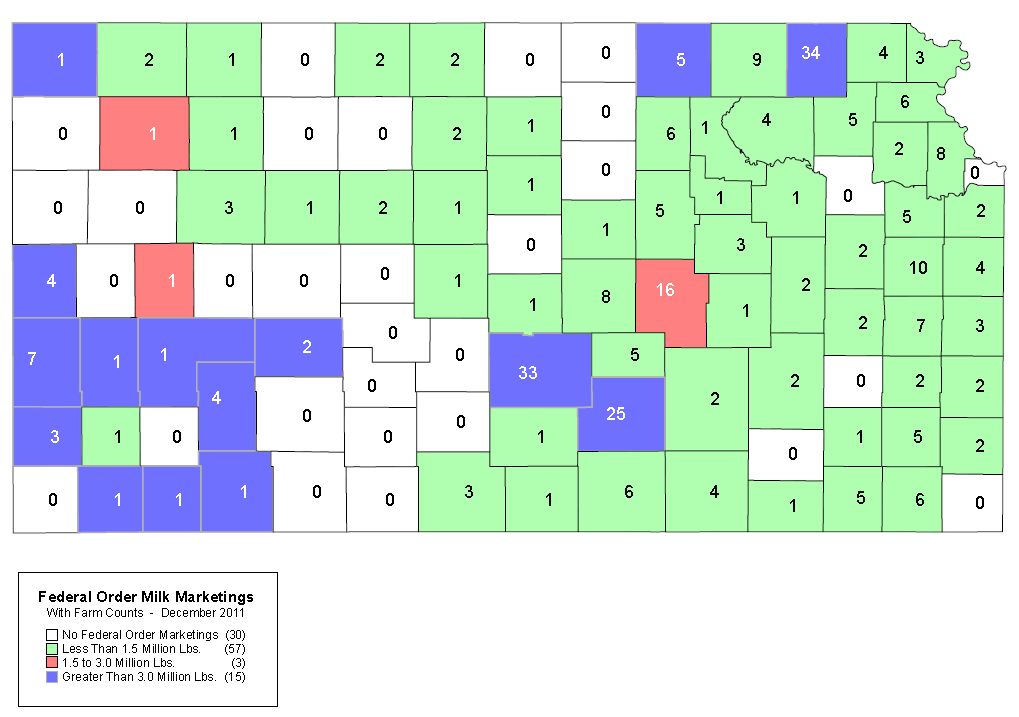 1 2 1 0 2 2 0 0 5 9 34 4 3
0 1 1 0 0 2 1 0 6 1 4 5 6
2 8 0
0 0 3 1 2 1 1 0 5 1 1 0 5 2
0 1 3
4 0 1 0 0 0 1 1 8 16 1 2 2 10 4
7 1 1 2 0 0 33 5 2 7 3
4 0 0 25 2 2 0 2 2
3 1 0 0 0 0 1 0 1 5 2
0 1 1 1 0 0 3 1 6 4 1 5 6 0
Federal Order Milk Marketings
With Farm Counts - December 2011
No Federal Order Marketings (30)
Less Than 1.5 Million Lbs. (57)
1.5 to 3.0 Million Lbs. (3)
Greater Than 3.0 Million Lbs. (15)